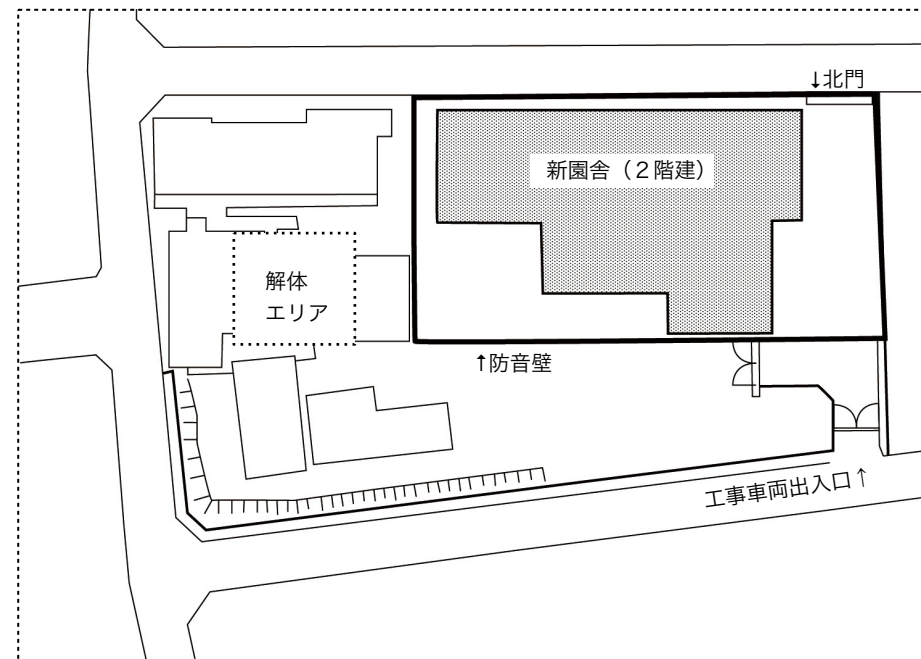 ↓北門
新園舎（２階建）
解体
エリア
↑防音壁
工事車両出入口↑